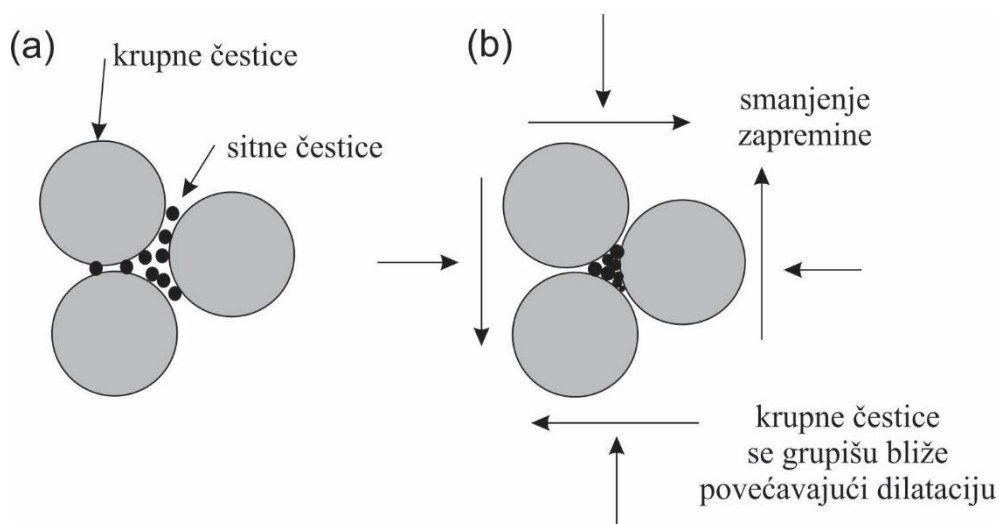 (a)
krupne čestice
sitne čestice
(b)
smanjenje
zapremine
krupne čestice
se grupišu bliže
povećavajući dilataciju